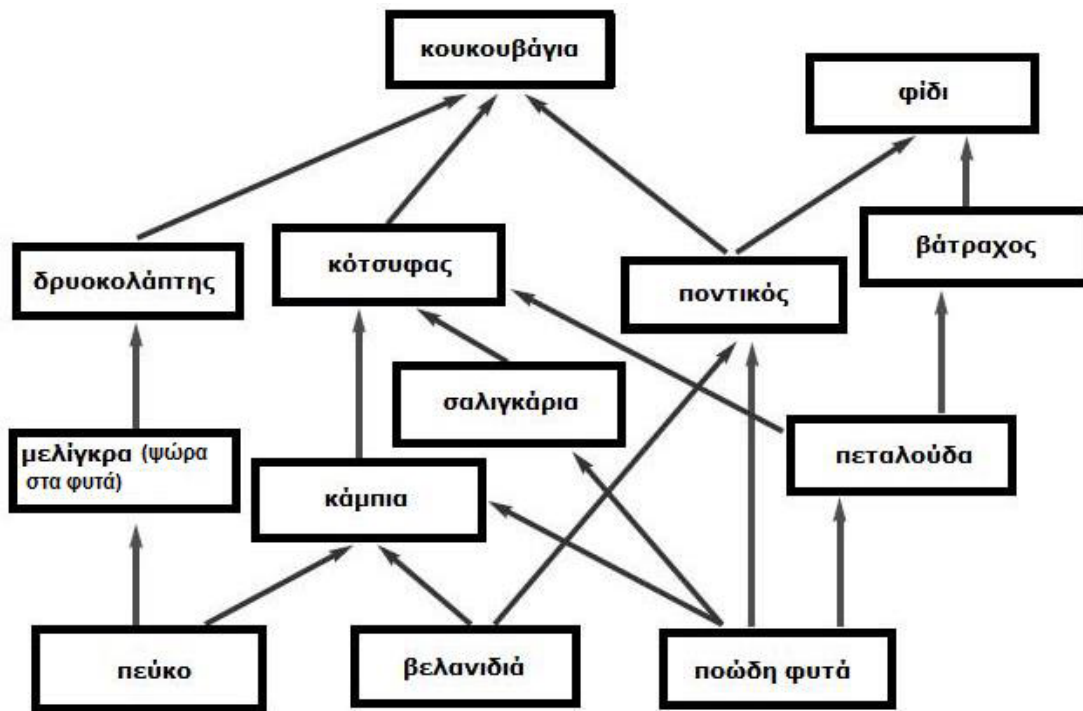 κουκουβάγια
φίδι
δρυοκολάπτης
κότσυφας
ποντικός
βάτραχος
σαλιγκάρια
μελίγκρα (ψώρα
στα φυτά)
κάμπια
πεταλούδα
πεύκο
βελανιδιά
ποώδη φυτά